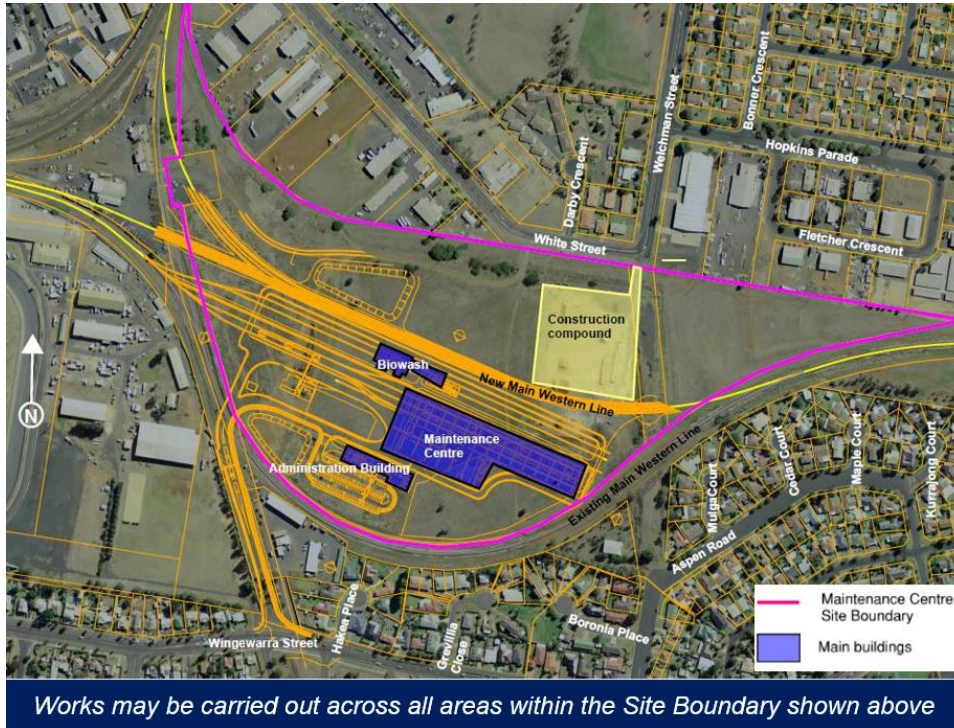 Bonner Crescent
Welchman Street
Hopkins Parade
Darby Crescent
White Street
Fletcher Crescent
Construction
compound
Biowash
New Main Western Line
N
Maintenance
Centre
Administration Building
Existing Main Western Line
MulgaCourt
Cedar Court
Maple Court
Kurrajong Court
Aspen Road
Wingewarra Street
Hakea Place
Grevillia
Close
Boronia Place
Maintenance Centre
Site Boundary
Main buildings
Works may be carried out across all areas within the Site Boundary shown above